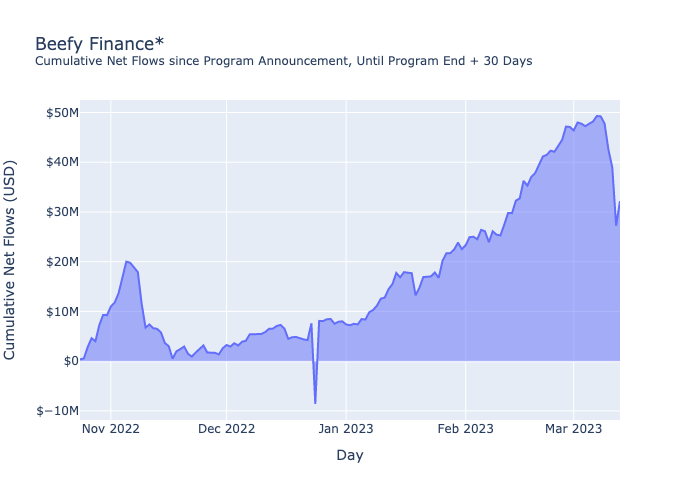 Beefy Finance*
Cumulative Net Flows since Program Announcement, Until Program End + 30 Days
Cumulative Net Flows (USD)
$50M
$40M
$30M
$20M
$10M
$0
$−10M
Nov 2022 Dec 2022 Jan 2023 Feb 2023 Mar 2023
Day